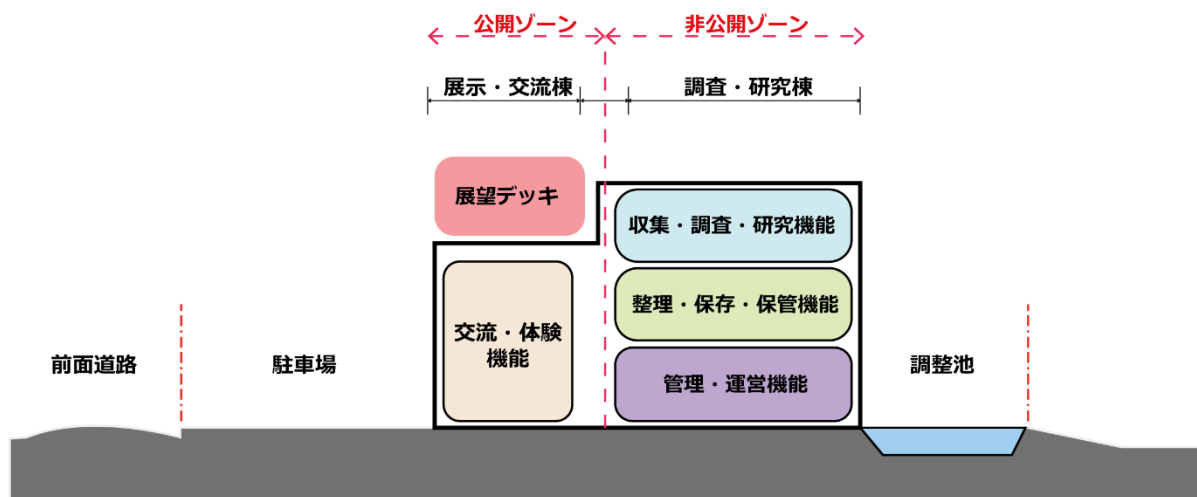 公開ゾーン
非公開ゾーン
展示・交流棟
調査・研究棟
展望デッキ
収集・調査・研究機能
整理・保存・保管機能
交流・体験
機能
管理・運営機能
前面道路
駐車場
調整池